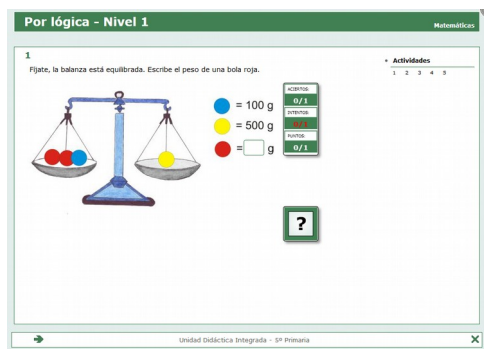 Por lógica - Nivel 1
Matemáticas
1
Fíjate, la balanza está equilibrada. Escribe el peso de una bola roja.
= 100 g
= 500 g
= g
ACIERTOS:
0/1
INTENTOS:
0/1
PUNTOS:
0/1
?
Actividades
1 2 3 4 5
Unidad Didáctica Integrada - 5º Primaria
X